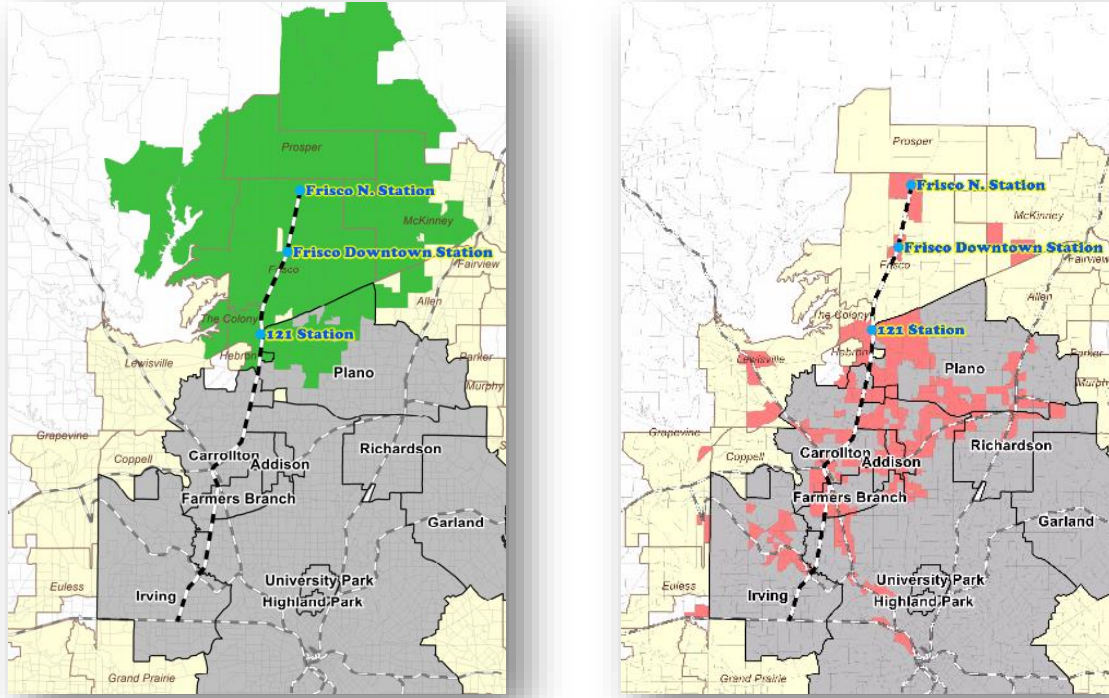 Prosper
Frisco N. Station
McKinney
Frisco Downtown Station
Frisco
Fairview
Allen
The Colony
121 Station
Hebron
Parker
Lewisville
Plano
Murphy
Grapevine
Carrollton
Richardson
Coppell
Addison
Farmers Branch
Garland
Euless
University Park
Irving
Highland Park
Grand Prairie
Prosper
Frisco N. Station
McKinney
Frisco Downtown Station
Frisco
Fairview
Allen
The Colony
121 Station
Hebron
Parker
Lewisville
Plano
Murphy
Grapevine
Carrollton
Richardson
Coppell
Addison
Farmers Branch
Garland
Euless
University Park
Irving
Highland Park
Grand Prairie